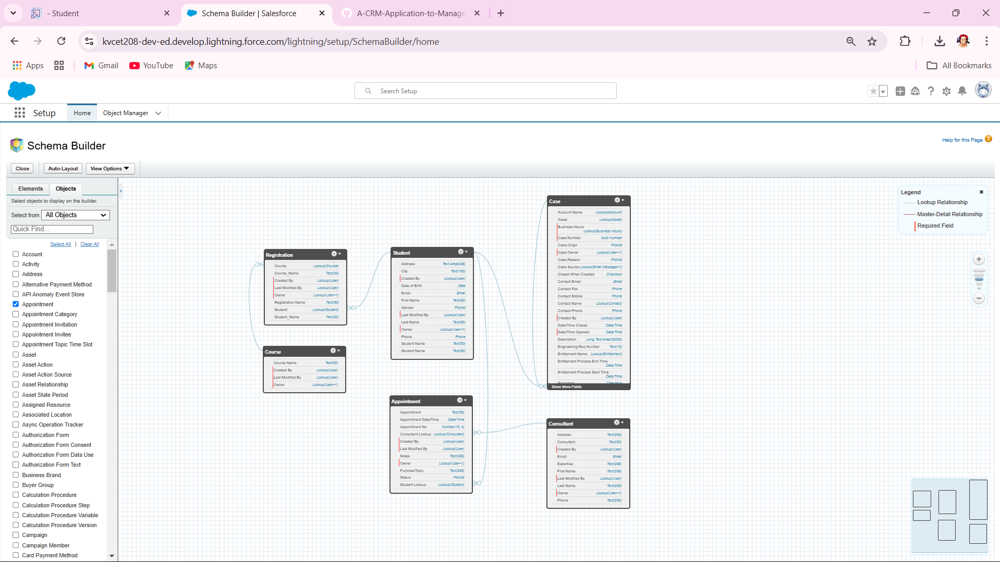 - Student
Schema Builder | Salesforce
A-CRM-Application-to-Manage
kvcet208-dev-ed.develop.lightning.force.com/lightning/setup/SchemaBuilder/home
Apps
Gmail
YouTube
Maps
All Bookmarks
Search Setup
Setup
Home
Object Manager
Schema Builder
Help for this Page
Close
Auto-Layout
View Options
Elements
Objects
Select objects to display on the builder.
Select from All Objects
Quick Find...
Select All | Clear All
Account
Activity
Address
Alternative Payment Method
API Anomaly Event Store
Appointment
Appointment Category
Appointment Invitation
Appointment Invitee
Appointment Topic Time Slot
Asset
Asset Action
Asset Action Source
Asset Relationship
Asset State Period
Assigned Resource
Associated Location
Async Operation Tracker
Authorization Form
Authorization Form Consent
Authorization Form Data Use
Authorization Form Text
Business Brand
Buyer Group
Calculation Procedure
Calculation Procedure Step
Calculation Procedure Variable
Calculation Procedure Version
Campaign
Campaign Member
Card Payment Method
Registration
Course Lookup(Course)
Course_Name Text(20)
Created By Lookup(User)
Last Modified By Lookup(User)
Owner Lookup(User+1)
Registration Name Text(80)
Student Lookup(Student)
Student_Name Text(20)
Course
Course Name Text(80)
Created By Lookup(User)
Last Modified By Lookup(User)
Owner Lookup(User+1)
Student
Address Text Area(255)
City Text(100)
Created By Lookup(User)
Date of Birth Date
Email Email
First Name Text(50)
Gender Picklist
Last Modified By Lookup(User)
Last Name Text(50)
Owner Lookup(User+1)
Phone Phone
Student Name Text(50)
Student Name Text(80)
Appointment
Appointment Text(80)
Appointment Date/Time Date/Time
Appointment No Number(18, 0)
Consultant Lookup Lookup(Consultant)
Created By Lookup(User)
Last Modified By Lookup(User)
Notes Text(255)
Owner Lookup(User+1)
Purpose/Topic Text(255)
Status Picklist
Student Lookup Lookup(Student)
Case
Account Name Lookup(Account)
Asset Lookup(Asset)
Business Hours
Lookup(Business Hours)
Case Number Auto Number
Case Origin Picklist
Case Owner Lookup(User+1)
Case Reason Picklist
Case Source Lookup(Email Message+1)
Closed When Created Checkbox
Contact Email Email
Contact Fax Phone
Contact Mobile Phone
Contact Name Lookup(Contact)
Contact Phone Phone
Created By Lookup(User)
Date/Time Closed Date/Time
Date/Time Opened Date/Time
Description Long Text Area(32000)
Engineering Req Number Text(12)
Entitlement Name Lookup(Entitlement)
Entitlement Process End Time
Date/Time
Entitlement Process Start Time
Date/Time
Escalated Checkbox
Show More Fields
Consultant
Address Text(255)
Consultant Text(80)
Created By Lookup(User)
Email Email
Expertise Text(255)
First Name Text(255)
Last Modified By Lookup(User)
Last Name Text(255)
Owner Lookup(User+1)
Phone Text(255)
Legend
Lookup Relationship
Master-Detail Relationship
Required Field